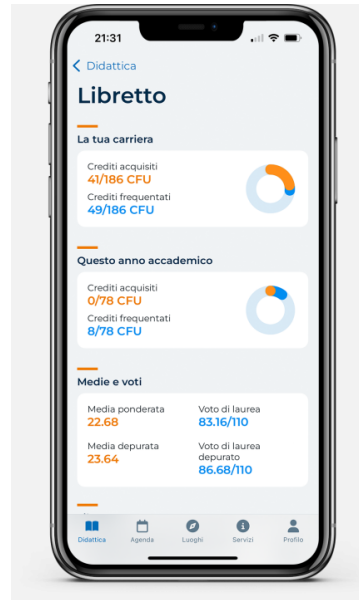 21:31
Didattica
Libretto
La tua carriera
Crediti acquisiti
41/186 CFU
Crediti frequentati
49/186 CFU
Questo anno accademico
Crediti acquisiti
0/78 CFU
Crediti frequentati
8/78 CFU
Medie e voti
Media ponderata
22.68
Voto di laurea
83.16/110
Media depurata
23.64
Voto di laurea
depurato
86.68/110
Didattica
Agenda
Luoghi
Servizi
Profilo